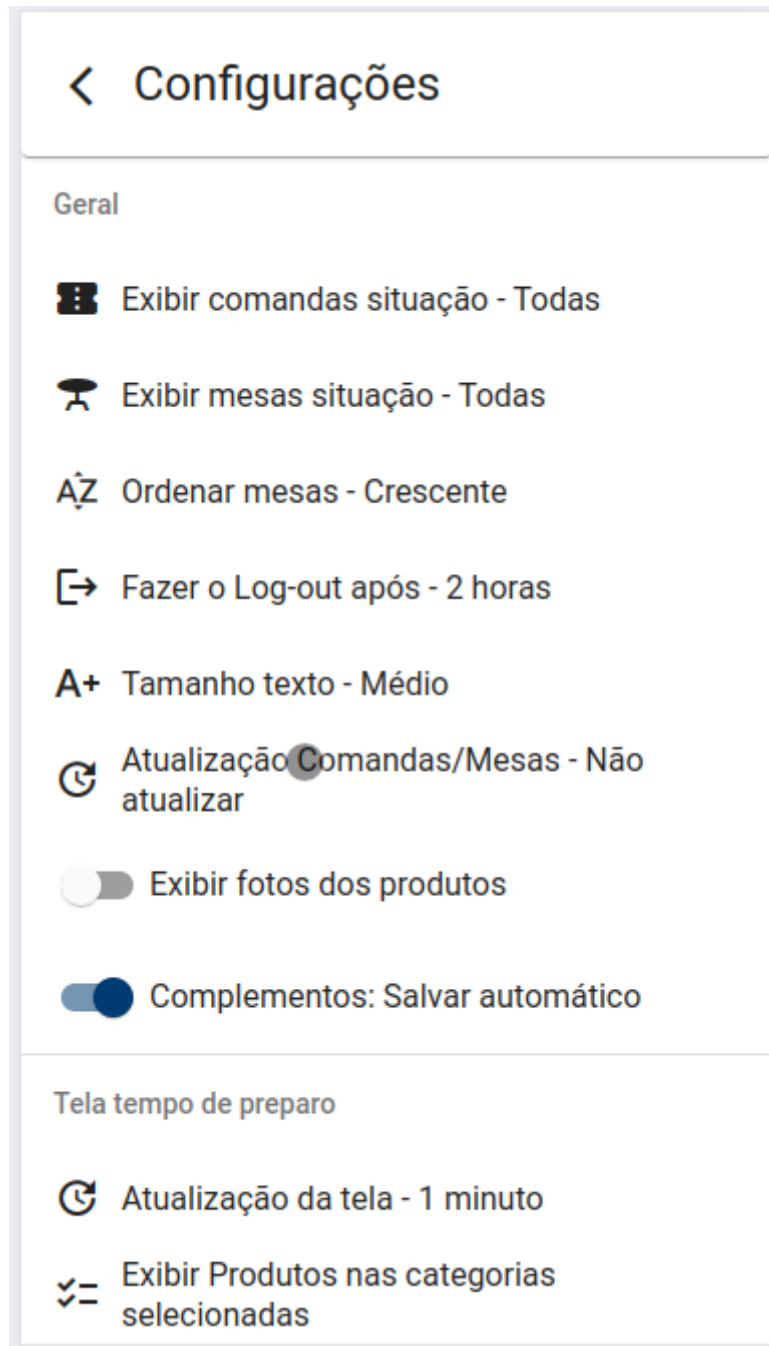 Configurações
Geral
Exibir comandas situação - Todas
Exibir mesas situação - Todas
AZ Ordenar mesas - Crescente
Fazer o Log-out após - 2 horas
A+ Tamanho texto - Médio
Atualização Comandas/Mesas - Não
atualizar
Exibir fotos dos produtos
Complementos: Salvar automático
Tela tempo de preparo
Atualização da tela - 1 minuto
Exibir Produtos nas categorias
selecionadas